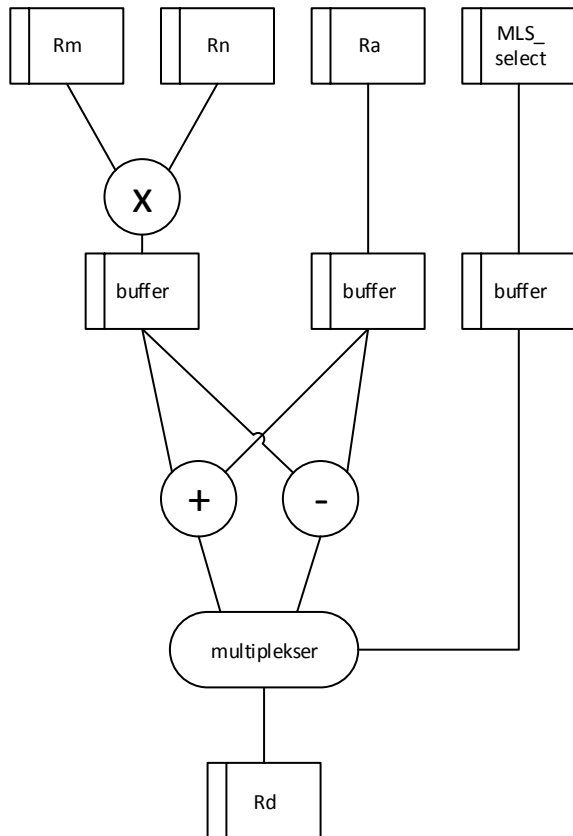 Rm
Rn
Ra
MLS_
select
x
buffer
buffer
buffer
+
-
multiplekser
Rd